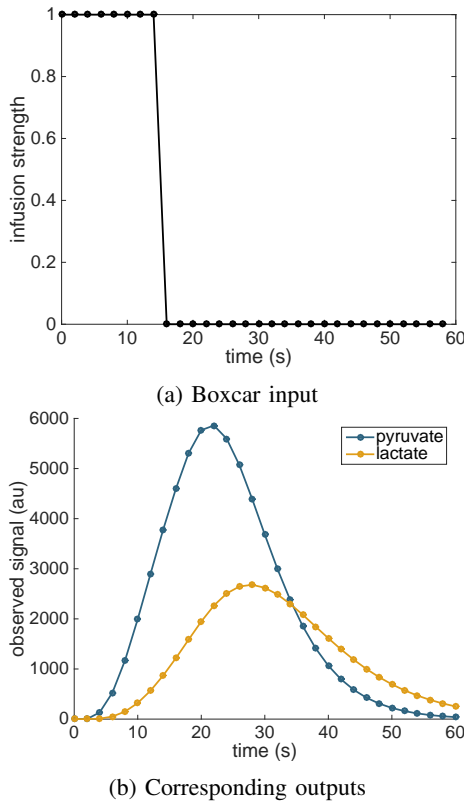 1
0.8
0.6
0.4
0.2
0
infusion strength
0 10 20 30 40 50 60
time (s)
(a) Boxcar input
6000
5000
4000
3000
2000
1000
0
observed signal (au)
pyruvate
lactate
0 10 20 30 40 50 60
time (s)
(b) Corresponding outputs